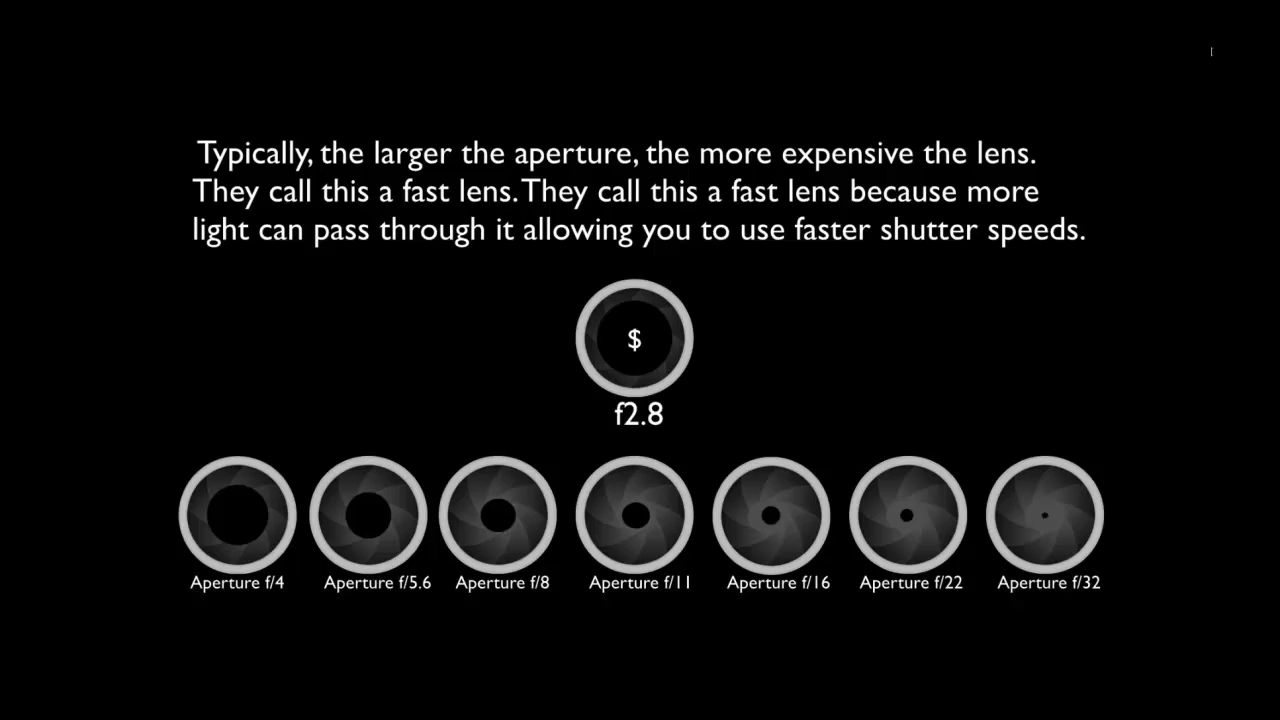 Typically, the larger the aperture, the more expensive the lens.
They call this a fast lens. They call this a fast lens because more
light can pass through it allowing you to use faster shutter speeds.
$
f2.8
Aperture f/4 Aperture f/5.6 Aperture f/8 Aperture f/11 Aperture f/16 Aperture f/22 Aperture f/32